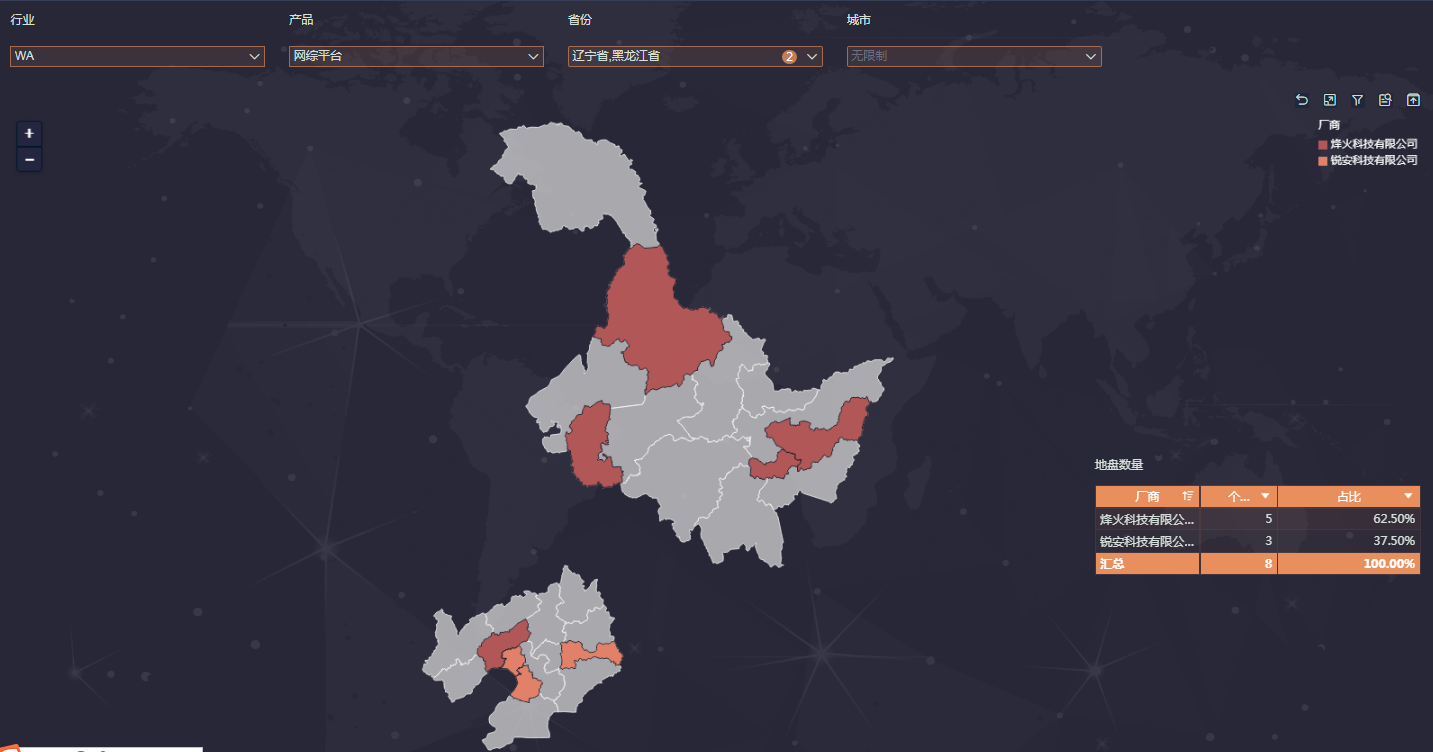 行业
产品
省份
城市
WA
网综平台
辽宁省,黑龙江省
2
无限制
+
−
厂商
烽火科技有限公司
锐安科技有限公司
地盘数量
厂商 个... 占比
烽火科技有限公... 5 62.50%
锐安科技有限公... 3 37.50%
汇总 8 100.00%